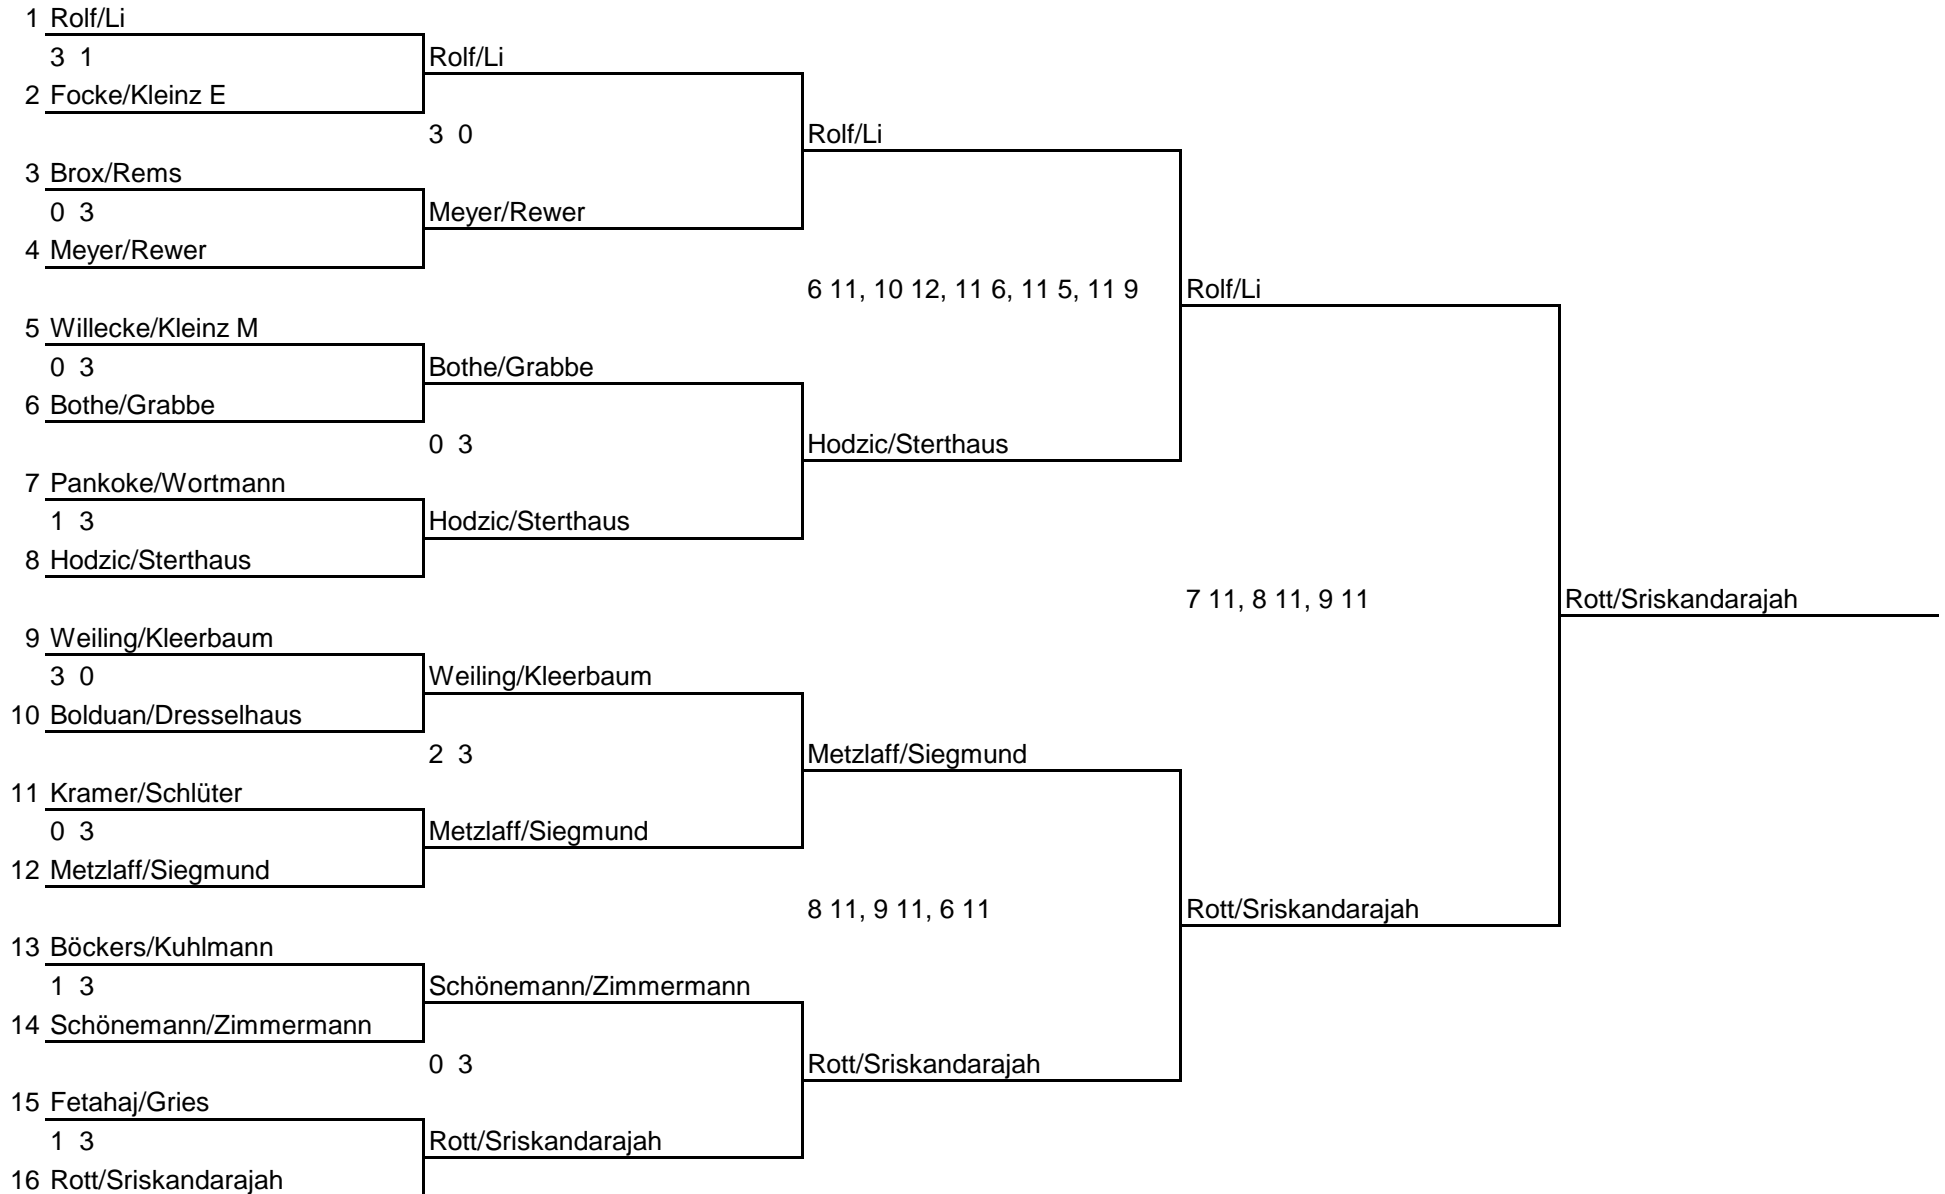 1 Rolf/Li
3 1
Rolf/Li
2 Focke/Kleinz E
3 0
Rolf/Li
3 Brox/Rems
0 3
Meyer/Rewer
4 Meyer/Rewer
6 11, 10 12, 11 6, 11 5, 11 9
Rolf/Li
5 Willecke/Kleinz M
0 3
Bothe/Grabbe
6 Bothe/Grabbe
0 3
Hodzic/Sterthaus
7 Pankoke/Wortmann
1 3
Hodzic/Sterthaus
8 Hodzic/Sterthaus
7 11, 8 11, 9 11
Rott/Sriskandarajah
9 Weiling/Kleerbaum
3 0
Weiling/Kleerbaum
10 Bolduan/Dresselhaus
2 3
Metzlaff/Siegmund
11 Kramer/Schlüter
0 3
Metzlaff/Siegmund
12 Metzlaff/Siegmund
8 11, 9 11, 6 11
Rott/Sriskandarajah
13 Böckers/Kuhlmann
1 3
Schönemann/Zimmermann
14 Schönemann/Zimmermann
0 3
Rott/Sriskandarajah
15 Fetahaj/Gries
1 3
Rott/Sriskandarajah
16 Rott/Sriskandarajah